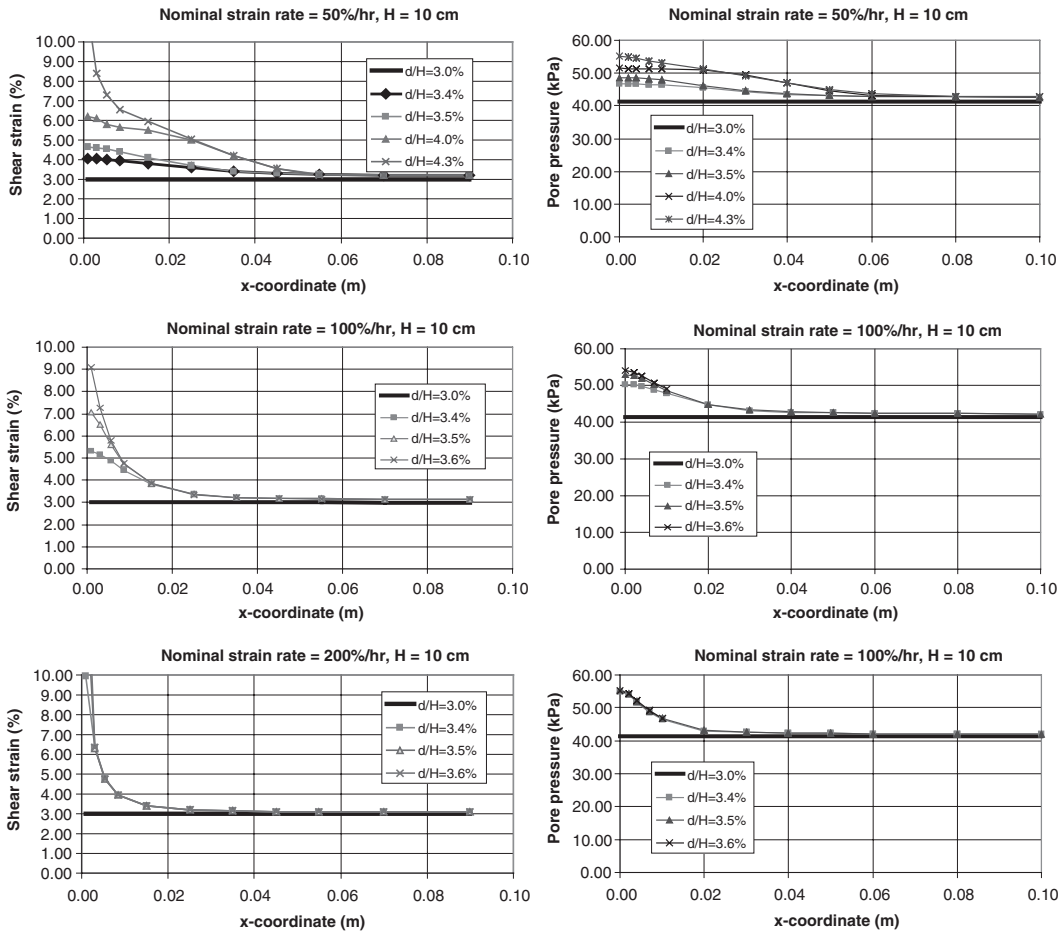 Nominal strain rate = 50%/hr, H = 10 cm
Shear strain (%)
10.00
9.00
8.00
7.00
6.00
5.00
4.00
3.00
2.00
1.00
0.00
d/H=3.0%
d/H=3.4%
d/H=3.5%
d/H=4.0%
d/H=4.3%
0.00 0.02 0.04 0.06 0.08 0.10
x-coordinate (m)
Nominal strain rate = 50%/hr, H = 10 cm
Pore pressure (kPa)
60.00
50.00
40.00
30.00
20.00
10.00
0.00
d/H=3.0%
d/H=3.4%
d/H=3.5%
d/H=4.0%
d/H=4.3%
0.00 0.02 0.04 0.06 0.08 0.10
x-coordinate (m)
Nominal strain rate = 100%/hr, H = 10 cm
Shear strain (%)
10.00
9.00
8.00
7.00
6.00
5.00
4.00
3.00
2.00
1.00
0.00
d/H=3.0%
d/H=3.4%
d/H=3.5%
d/H=3.6%
0.00 0.02 0.04 0.06 0.08 0.10
x-coordinate (m)
Nominal strain rate = 100%/hr, H = 10 cm
Pore pressure (kPa)
60.00
50.00
40.00
30.00
20.00
10.00
0.00
d/H=3.0%
d/H=3.4%
d/H=3.5%
d/H=3.6%
0.00 0.02 0.04 0.06 0.08 0.10
x-coordinate (m)
Nominal strain rate = 200%/hr, H = 10 cm
Shear strain (%)
10.00
9.00
8.00
7.00
6.00
5.00
4.00
3.00
2.00
1.00
0.00
d/H=3.0%
d/H=3.4%
d/H=3.5%
d/H=3.6%
0.00 0.02 0.04 0.06 0.08 0.10
x-coordinate (m)
Nominal strain rate = 100%/hr, H = 10 cm
Pore pressure (kPa)
60.00
50.00
40.00
30.00
20.00
10.00
0.00
d/H=3.0%
d/H=3.4%
d/H=3.5%
d/H=3.6%
0.00 0.02 0.04 0.06 0.08 0.10
x-coordinate (m)